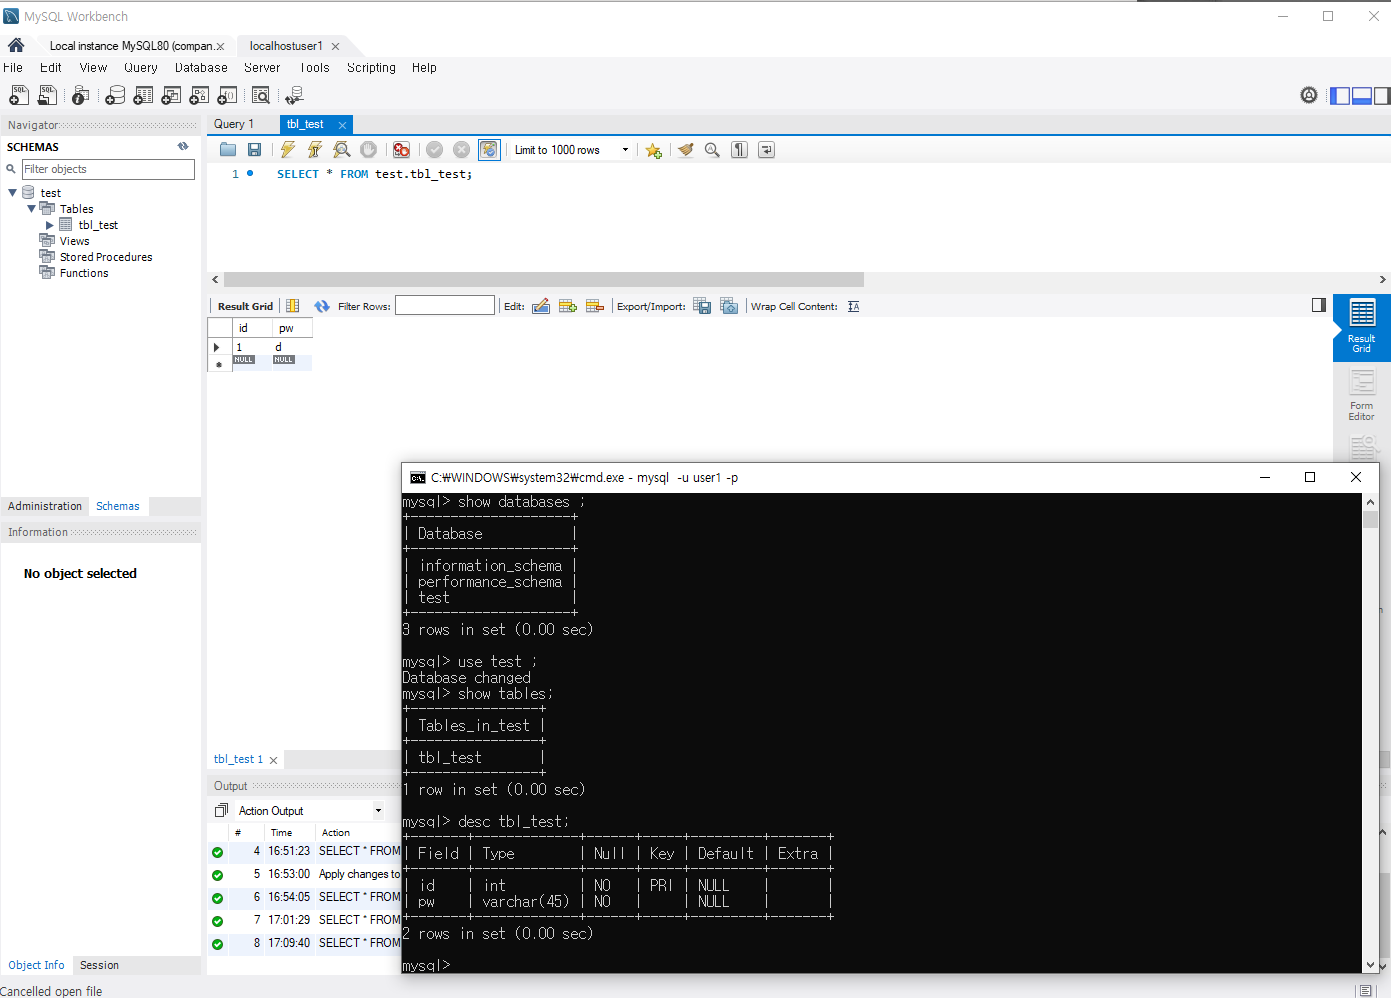 MySQL Workbench
Local instance MySQL80 (compan...
localhostuser1
File Edit View Query Database Server Tools Scripting Help
Navigator
SCHEMAS
Filter objects
test
Tables
tbl_test
Views
Stored Procedures
Functions
Administration Schemas
Information
No object selected
Object Info Session
Cancelled open file
Query 1 tbl_test
Limit to 1000 rows
1 SELECT * FROM test.tbl_test;
Result Grid Filter Rows: Edit: Export/Import: Wrap Cell Content:
id pw
1 d
NULL NULL
Result
Grid
Form
Editor
tbl_test 1
Output
Action Output
# Time Action
4 16:51:23 SELECT * FROM
5 16:53:00 Apply changes to
6 16:54:05 SELECT * FROM
7 17:01:29 SELECT * FROM
8 17:09:40 SELECT * FROM
C:₩WINDOWS₩system32₩cmd.exe - mysql -u user1 -p
mysql> show databases ;
+--------------------+
| Database           |
+--------------------+
| information_schema |
| performance_schema |
| test               |
+--------------------+
3 rows in set (0.00 sec)
mysql> use test ;
Database changed
mysql> show tables;
+----------------+
| Tables_in_test |
+----------------+
| tbl_test       |
+----------------+
1 row in set (0.00 sec)
mysql> desc tbl_test;
+-------+-------------+------+-----+---------+-------+
| Field | Type        | Null | Key | Default | Extra |
+-------+-------------+------+-----+---------+-------+
| id    | int         | NO   | PRI | NULL    |       |
| pw    | varchar(45) | NO   |     | NULL    |       |
+-------+-------------+------+-----+---------+-------+
2 rows in set (0.00 sec)
mysql>